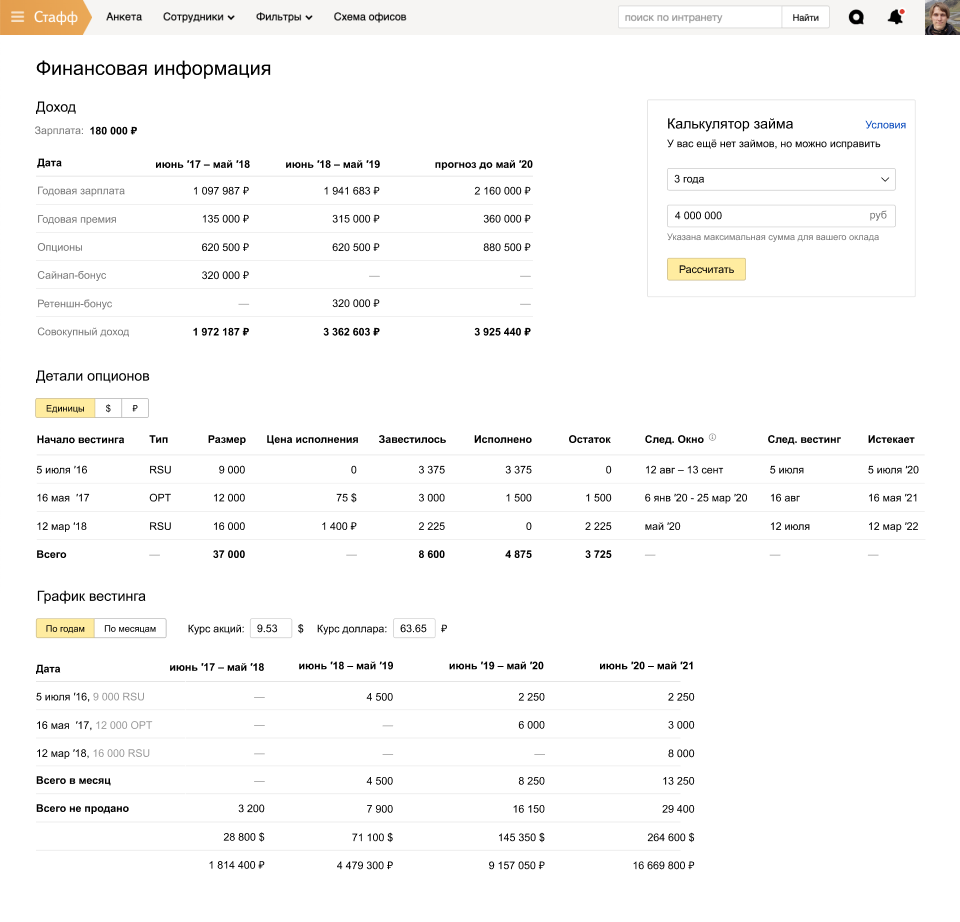 Стафф Анкета Сотрудники Фильтры Схема офисов поиск по интранету Найти
Финансовая информация
Доход
Зарплата: 180 000 ₽
Дата июнь '17 – май '18 июнь '18 – май '19 прогноз до май '20
Годовая зарплата 1 097 987 ₽ 1 941 683 ₽ 2 160 000 ₽
Годовая премия 135 000 ₽ 315 000 ₽ 360 000 ₽
Опционы 620 500 ₽ 620 500 ₽ 880 500 ₽
Сайнап-бонус 320 000 ₽ — —
Ретеншн-бонус — 320 000 ₽ —
Совокупный доход 1 972 187 ₽ 3 362 603 ₽ 3 925 440 ₽
Калькулятор займа Условия
У вас ещё нет займов, но можно исправить
3 года
4 000 000 руб
Указана максимальная сумма для вашего оклада
Рассчитать
Детали опционов
Единицы $ ₽
Начало вестинга Тип Размер Цена исполнения Завестилось Исполнено Остаток След. Окно След. вестинг Истекает
5 июля '16 RSU 9 000 0 3 375 3 375 0 12 авг – 13 сент 5 июля 5 июля '20
16 мая '17 OPT 12 000 75 $ 3 000 1 500 1 500 6 янв '20 - 25 мар '20 16 авг 16 мая '21
12 мар '18 RSU 16 000 1 400 ₽ 2 225 0 2 225 май '20 12 июля 12 мар '22
Всего — 37 000 — 8 600 4 875 3 725 — — —
График вестинга
По годам По месяцам Курс акций: 9.53 $ Курс доллара: 63.65 ₽
Дата июнь '17 – май '18 июнь '18 – май '19 июнь '19 – май '20 июнь '20 – май '21
5 июля '16, 9 000 RSU — 4 500 2 250 2 250
16 мая '17, 12 000 OPT — — 6 000 3 000
12 мар '18, 16 000 RSU — — — 8 000
Всего в месяц — 4 500 8 250 13 250
Всего не продано 3 200 7 900 16 150 29 400
28 800 $ 71 100 $ 145 350 $ 264 600 $
1 814 400 ₽ 4 479 300 ₽ 9 157 050 ₽ 16 669 800 ₽